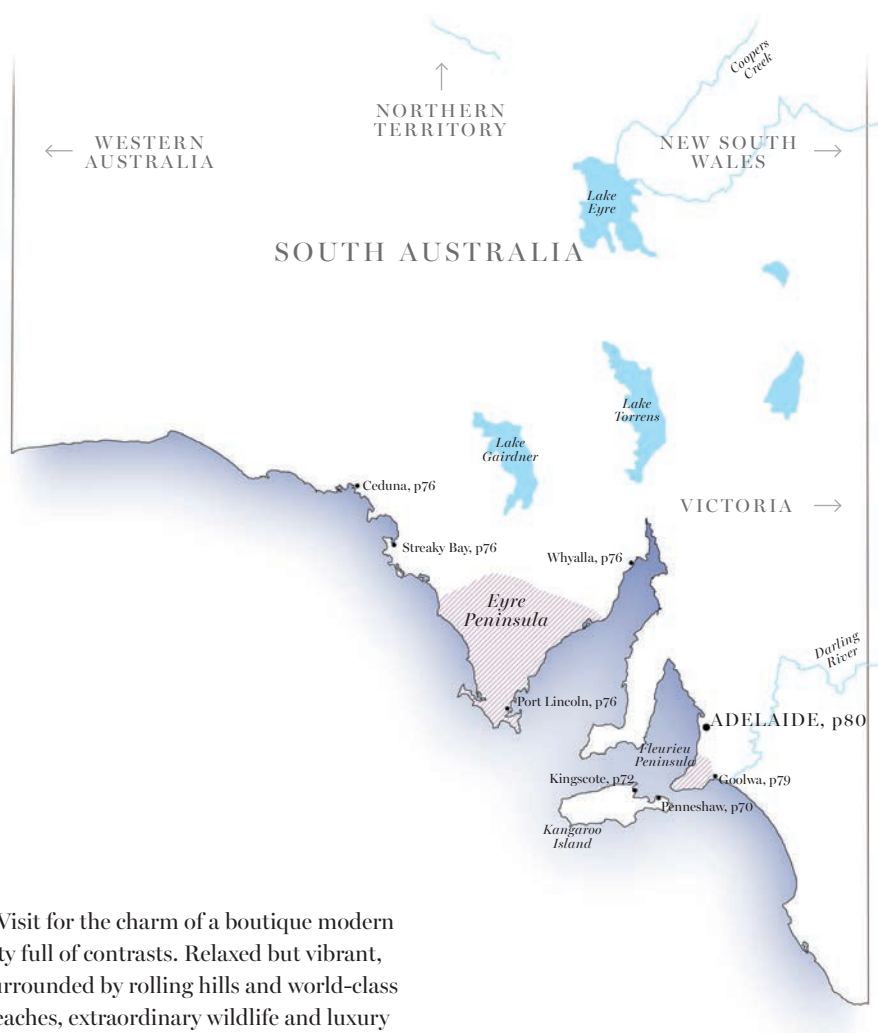 Coopers
Creek
NORTHERN
TERRITORY
WESTERN
AUSTRALIA
NEW SOUTH
WALES
Lake
Eyre
SOUTH AUSTRALIA
Lake
Torrens
Lake
Gairdner
Ceduna, p76
VICTORIA
Streaky Bay, p76
Whyalla, p76
Eyre
Peninsula
Darling
River
Port Lincoln, p76
ADELAIDE, p80
Fleurieu
Peninsula
Kingscote, p72
Goolwa, p79
Penneshaw, p70
Kangaroo
Island
Visit for the charm of a boutique modern
ty full of contrasts. Relaxed but vibrant,
urrounded by rolling hills and world-class
eaches, extraordinary wildlife and luxury